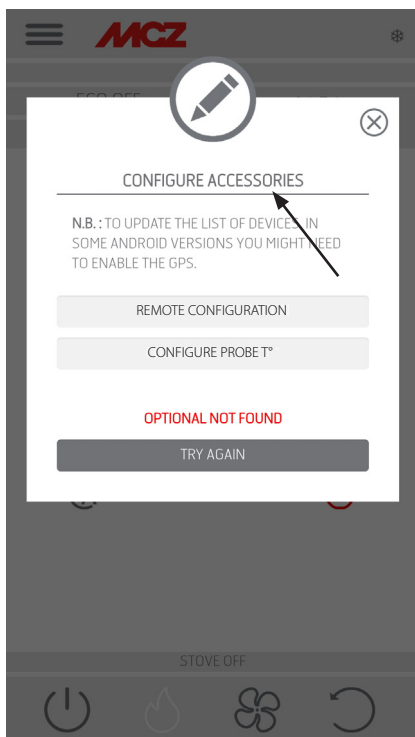 MCZ
CONFIGURE ACCESSORIES
N.B. : TO UPDATE THE LIST OF DEVICES, IN
SOME ANDROID VERSIONS YOU MIGHT NEED
TO ENABLE THE GPS.
REMOTE CONFIGURATION
CONFIGURE PROBE T°
OPTIONAL NOT FOUND
TRY AGAIN
STOVE OFF